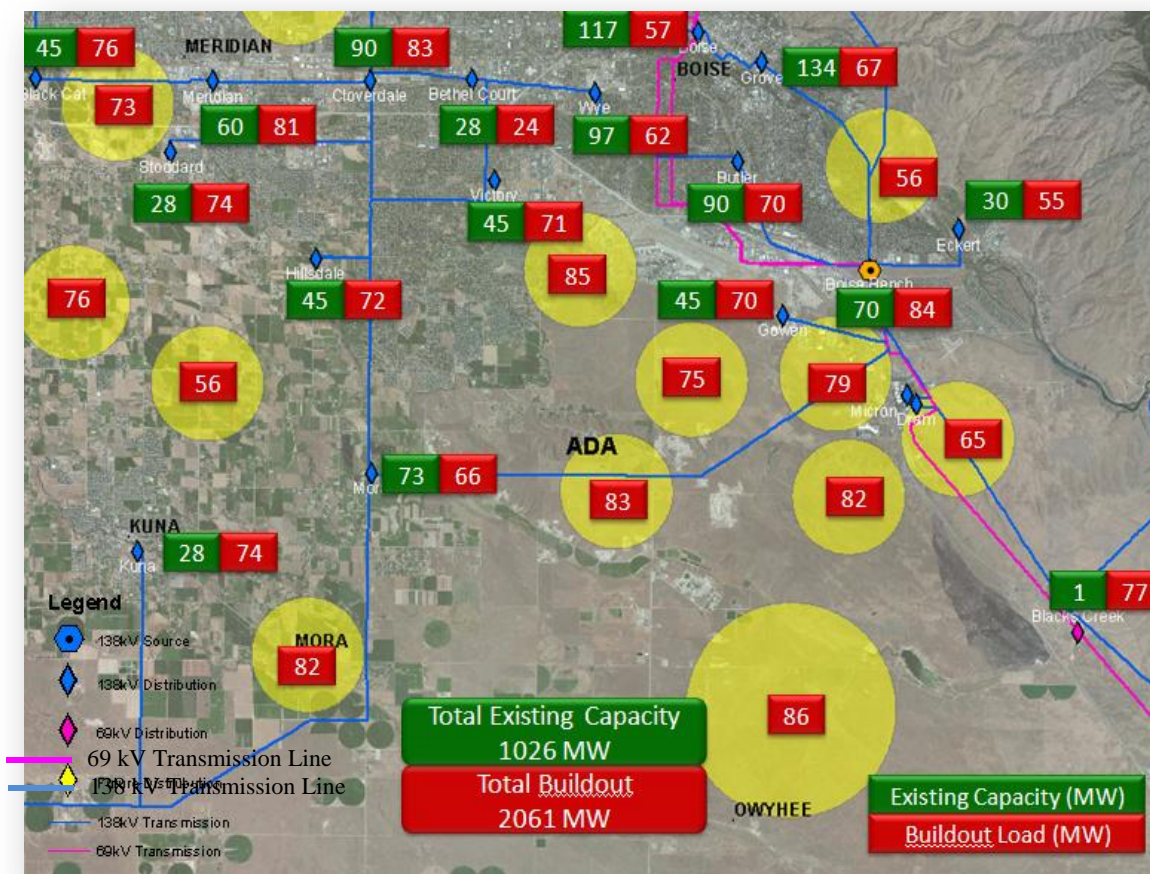 117 57
45 76
MERIDIAN
90 83
Boise
BOISE
Grove
134 67
Black Cat
Meridian
Cloverdale
Bethel Court
Wye
73
60 81
28 24
97 62
Stoddard
Butler
56
Victory
28 74
45 71
90 70
30 55
Eckert
Hillsdale
85
Boise Bench
76
45 72
45 70
70 84
Gowen
56
75
79
Micron
Dram
65
ADA
Mor
73 66
83
82
KUNA
Kuna
28 74
1 77
Blacks Creek
Legend
138kV Source
MORA
82
138kV Distribution
69kV Distribution
86
Total Existing Capacity
1026 MW
69 kV Transmission Line
138 kV Transmission Line
Total Buildout
2061 MW
OWYHEE
Existing Capacity (MW)
Buildout Load (MW)
138kV Transmission
69kV Transmission